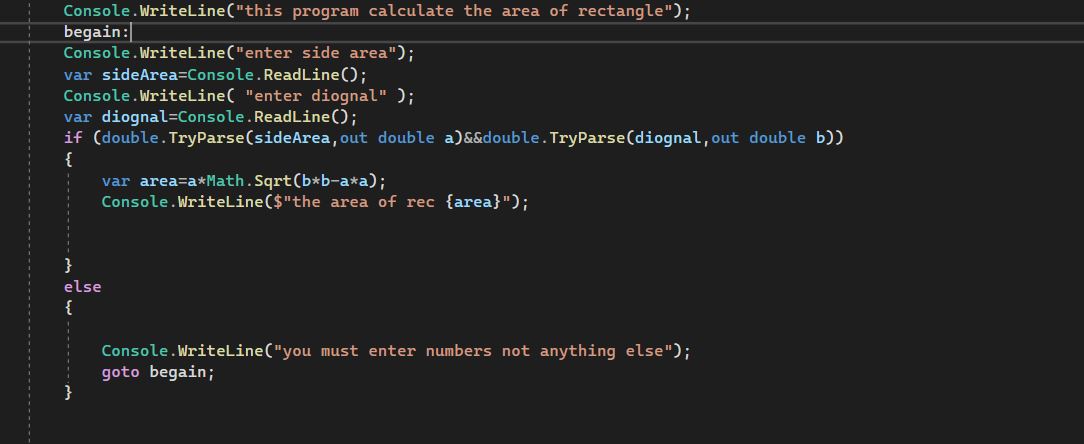 Console.WriteLine("this program calculate the area of rectangle");
begain:
Console.WriteLine("enter side area");
var sideArea=Console.ReadLine();
Console.WriteLine( "enter diognal" );
var diognal=Console.ReadLine();
if (double.TryParse(sideArea,out double a)&&double.TryParse(diognal,out double b))
{
var area=a*Math.Sqrt(b*b-a*a);
Console.WriteLine($"the area of rec {area}");
}
else
{
Console.WriteLine("you must enter numbers not anything else");
goto begain;
}